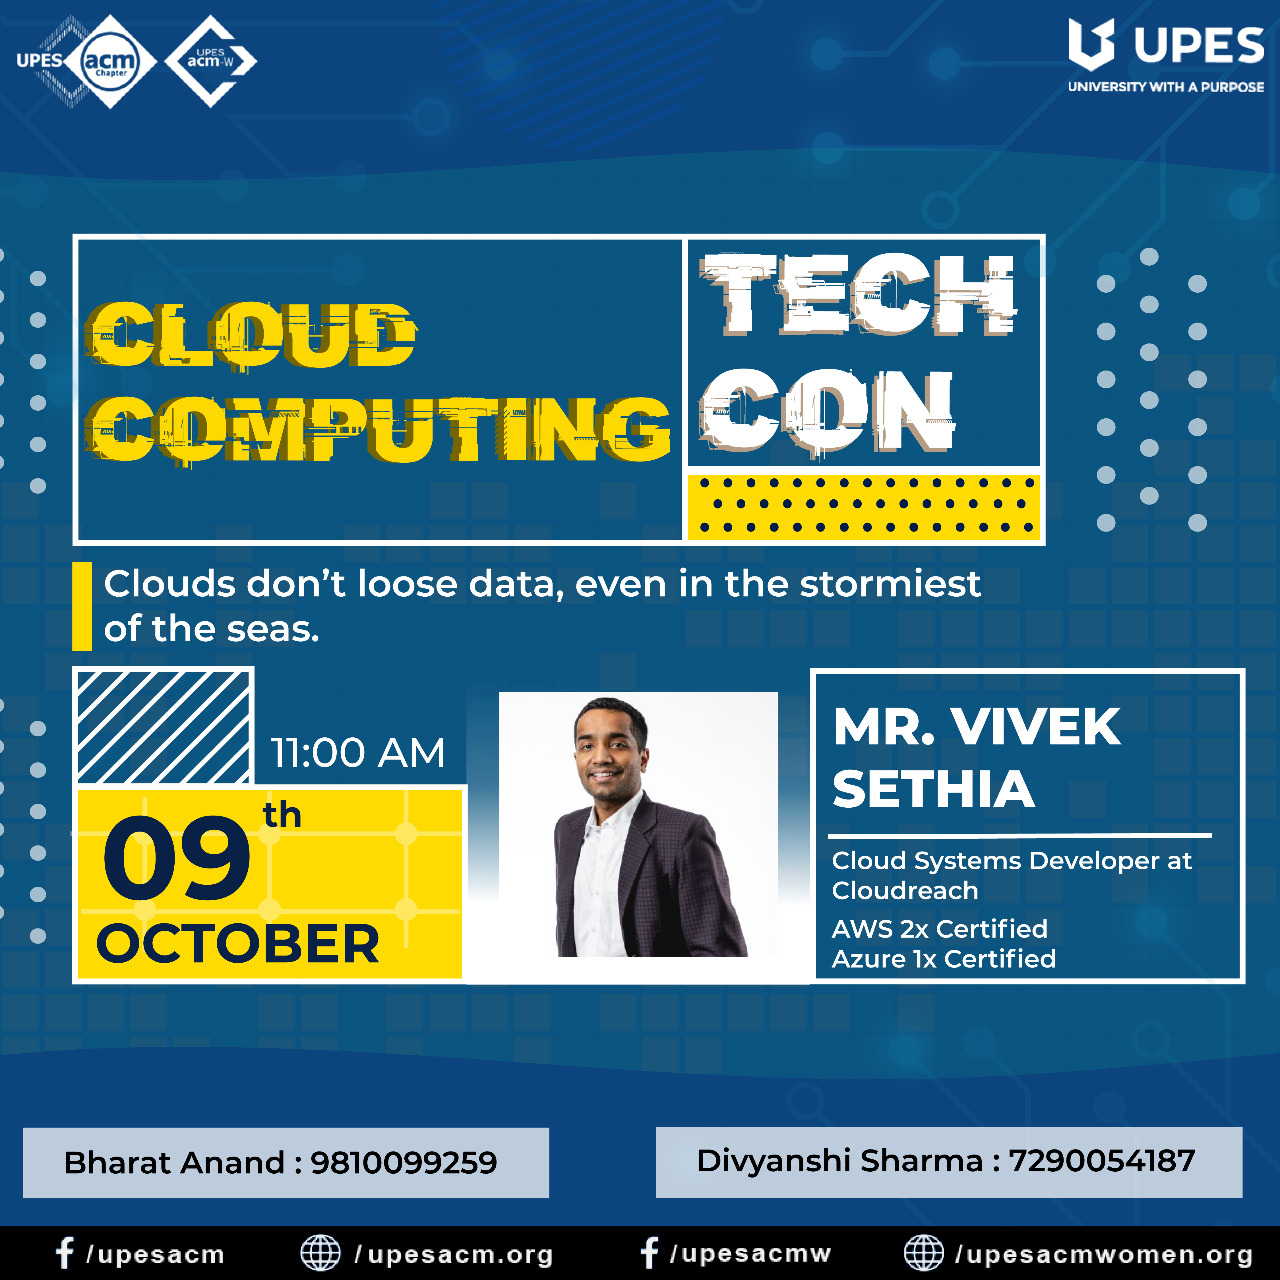 UPES acm Chapter
UPES acm-W
UPES
UNIVERSITY WITH A PURPOSE
CLOUD
COMPUTING
TECH
CON
Clouds don't loose data, even in the stormiest
of the seas.
11:00 AM
09th
OCTOBER
MR. VIVEK
SETHIA
Cloud Systems Developer at
Cloudreach
AWS 2x Certified
Azure 1x Certified
Bharat Anand : 9810099259
Divyanshi Sharma : 7290054187
/upesacm
/upesacm.org
/upesacmw
/upesacmwomen.org